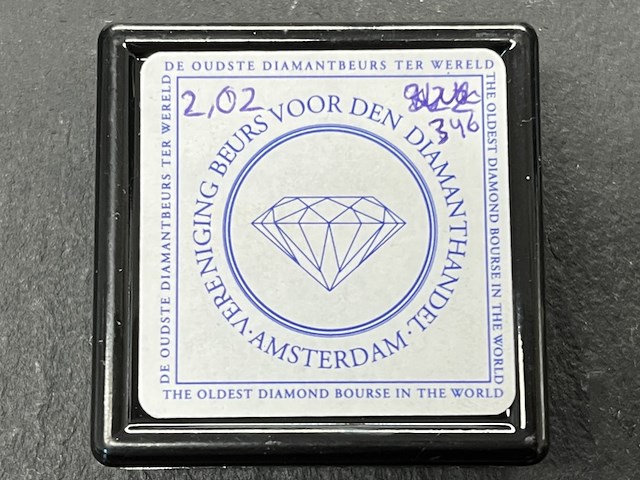 DE OUDSTE DIAMANTBEURS TER WERELD
DE OUDSTE DIAMANTBEURS TER WERELD
THE OLDEST DIAMOND BOURSE IN THE WORLD
2,02
346
VERENIGING BEURS VOOR DEN DIAMANTHANDEL
·AMSTERDAM·
THE OLDEST DIAMOND BOURSE IN THE WORLD